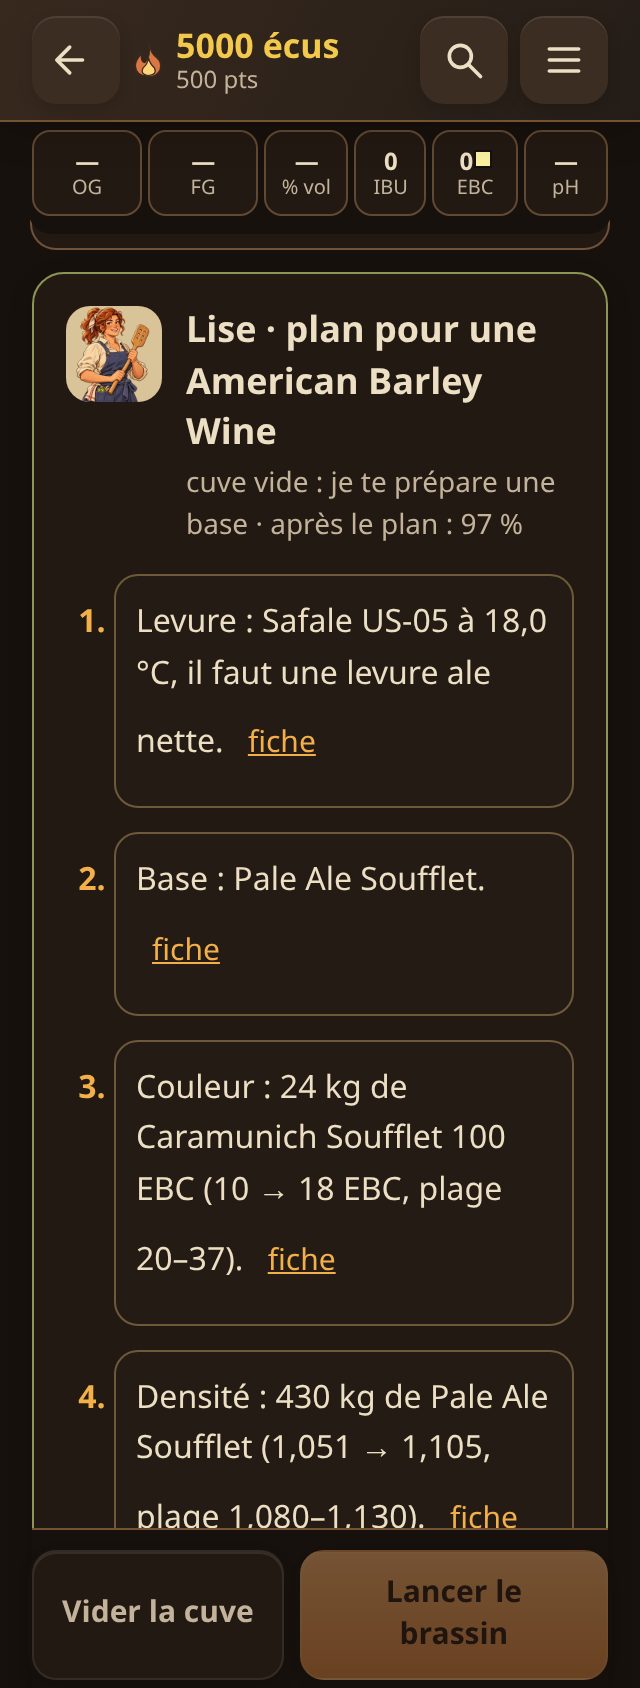 5000 écus
500 pts
—
OG
—
FG
—
% vol
0
IBU
0
EBC
—
pH
Lise · plan pour une
American Barley
Wine
cuve vide : je te prépare une
base · après le plan : 97 %
1. Levure : Safale US-05 à 18,0
°C, il faut une levure ale
nette. fiche
2. Base : Pale Ale Soufflet.
fiche
3. Couleur : 24 kg de
Caramunich Soufflet 100
EBC (10 → 18 EBC, plage
20–37). fiche
4. Densité : 430 kg de Pale Ale
Soufflet (1,051 → 1,105,
plage 1,080–1,130). fiche
Vider la cuve
Lancer le
brassin